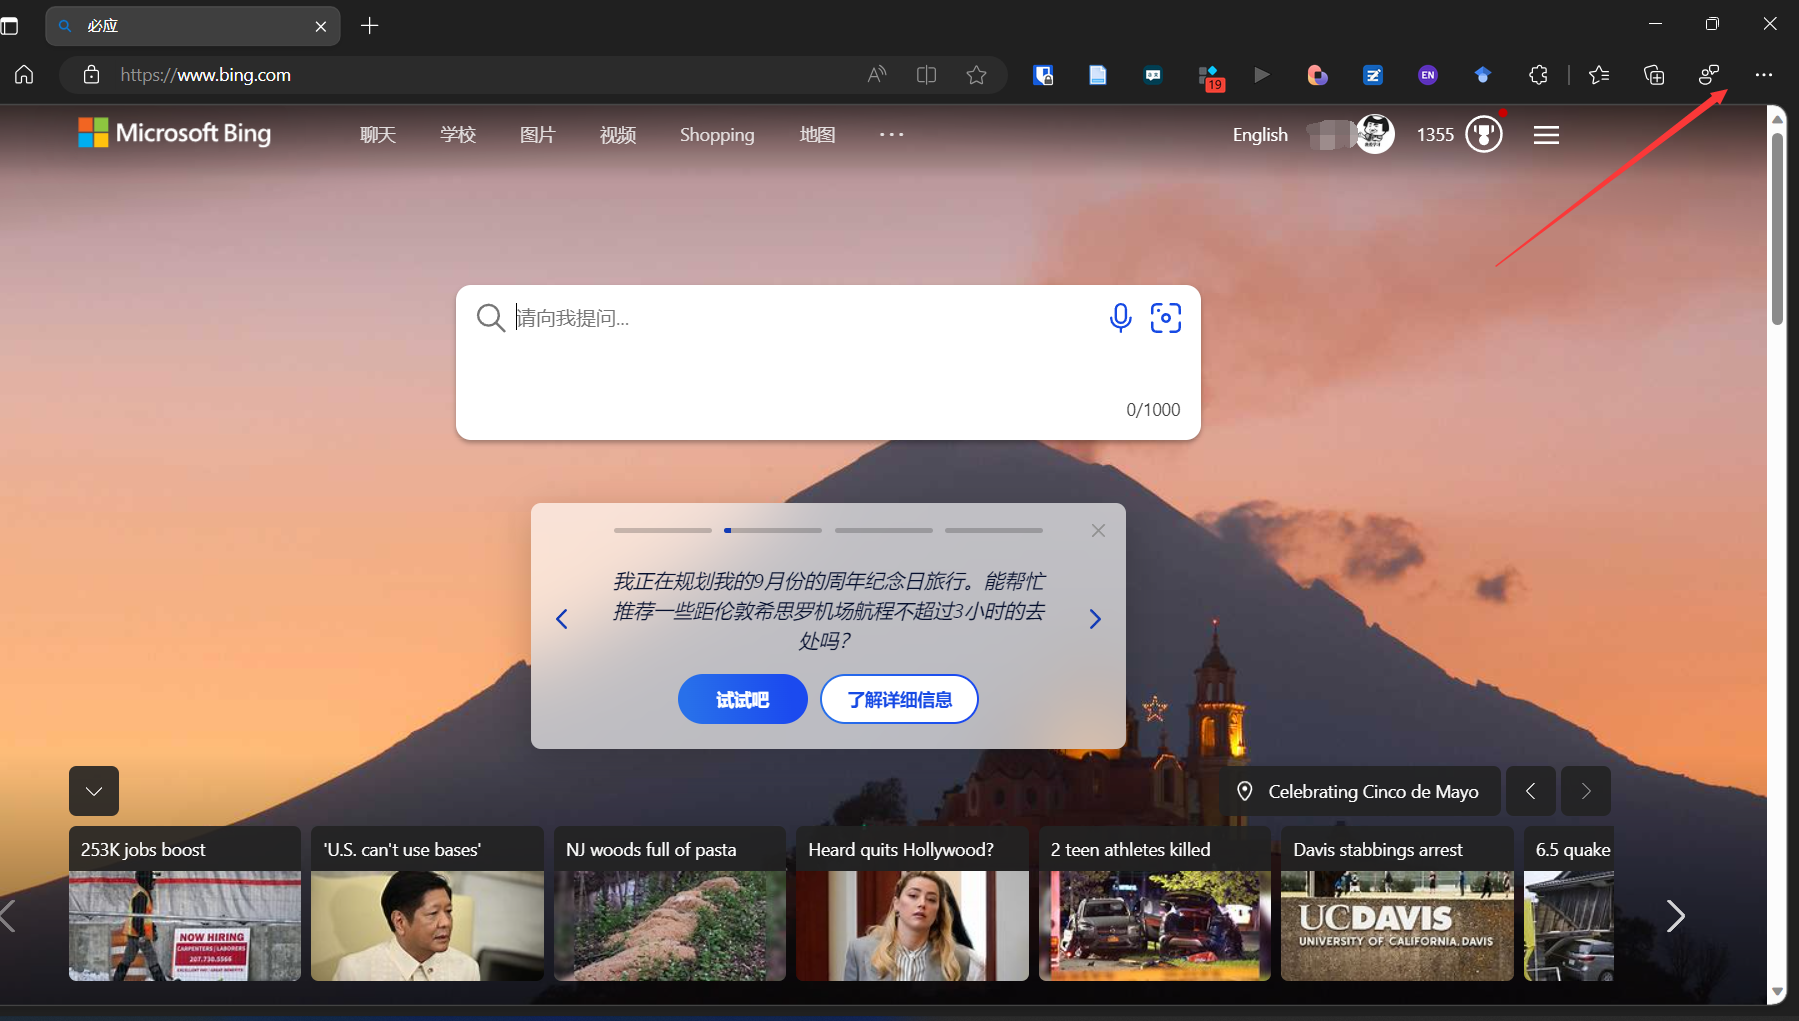 必应
https://www.bing.com
19
EN
Microsoft Bing
聊天
学校
图片
视频
Shopping
地图
English
1355
请向我提问...
0/1000
我正在规划我的9月份的周年纪念日旅行。能帮忙
推荐一些距伦敦希思罗机场航程不超过3小时的去
处吗?
试试吧
了解详细信息
Celebrating Cinco de Mayo
253K jobs boost
'U.S. can't use bases'
NJ woods full of pasta
Heard quits Hollywood?
2 teen athletes killed
Davis stabbings arrest
6.5 quake
NOW HIRING
CARPENTERS/LABORERS
207.730.5566
EXCELLENT PAY/GREAT BENEFITS
UCDAVIS
UNIVERSITY OF CALIFORNIA, DAVIS